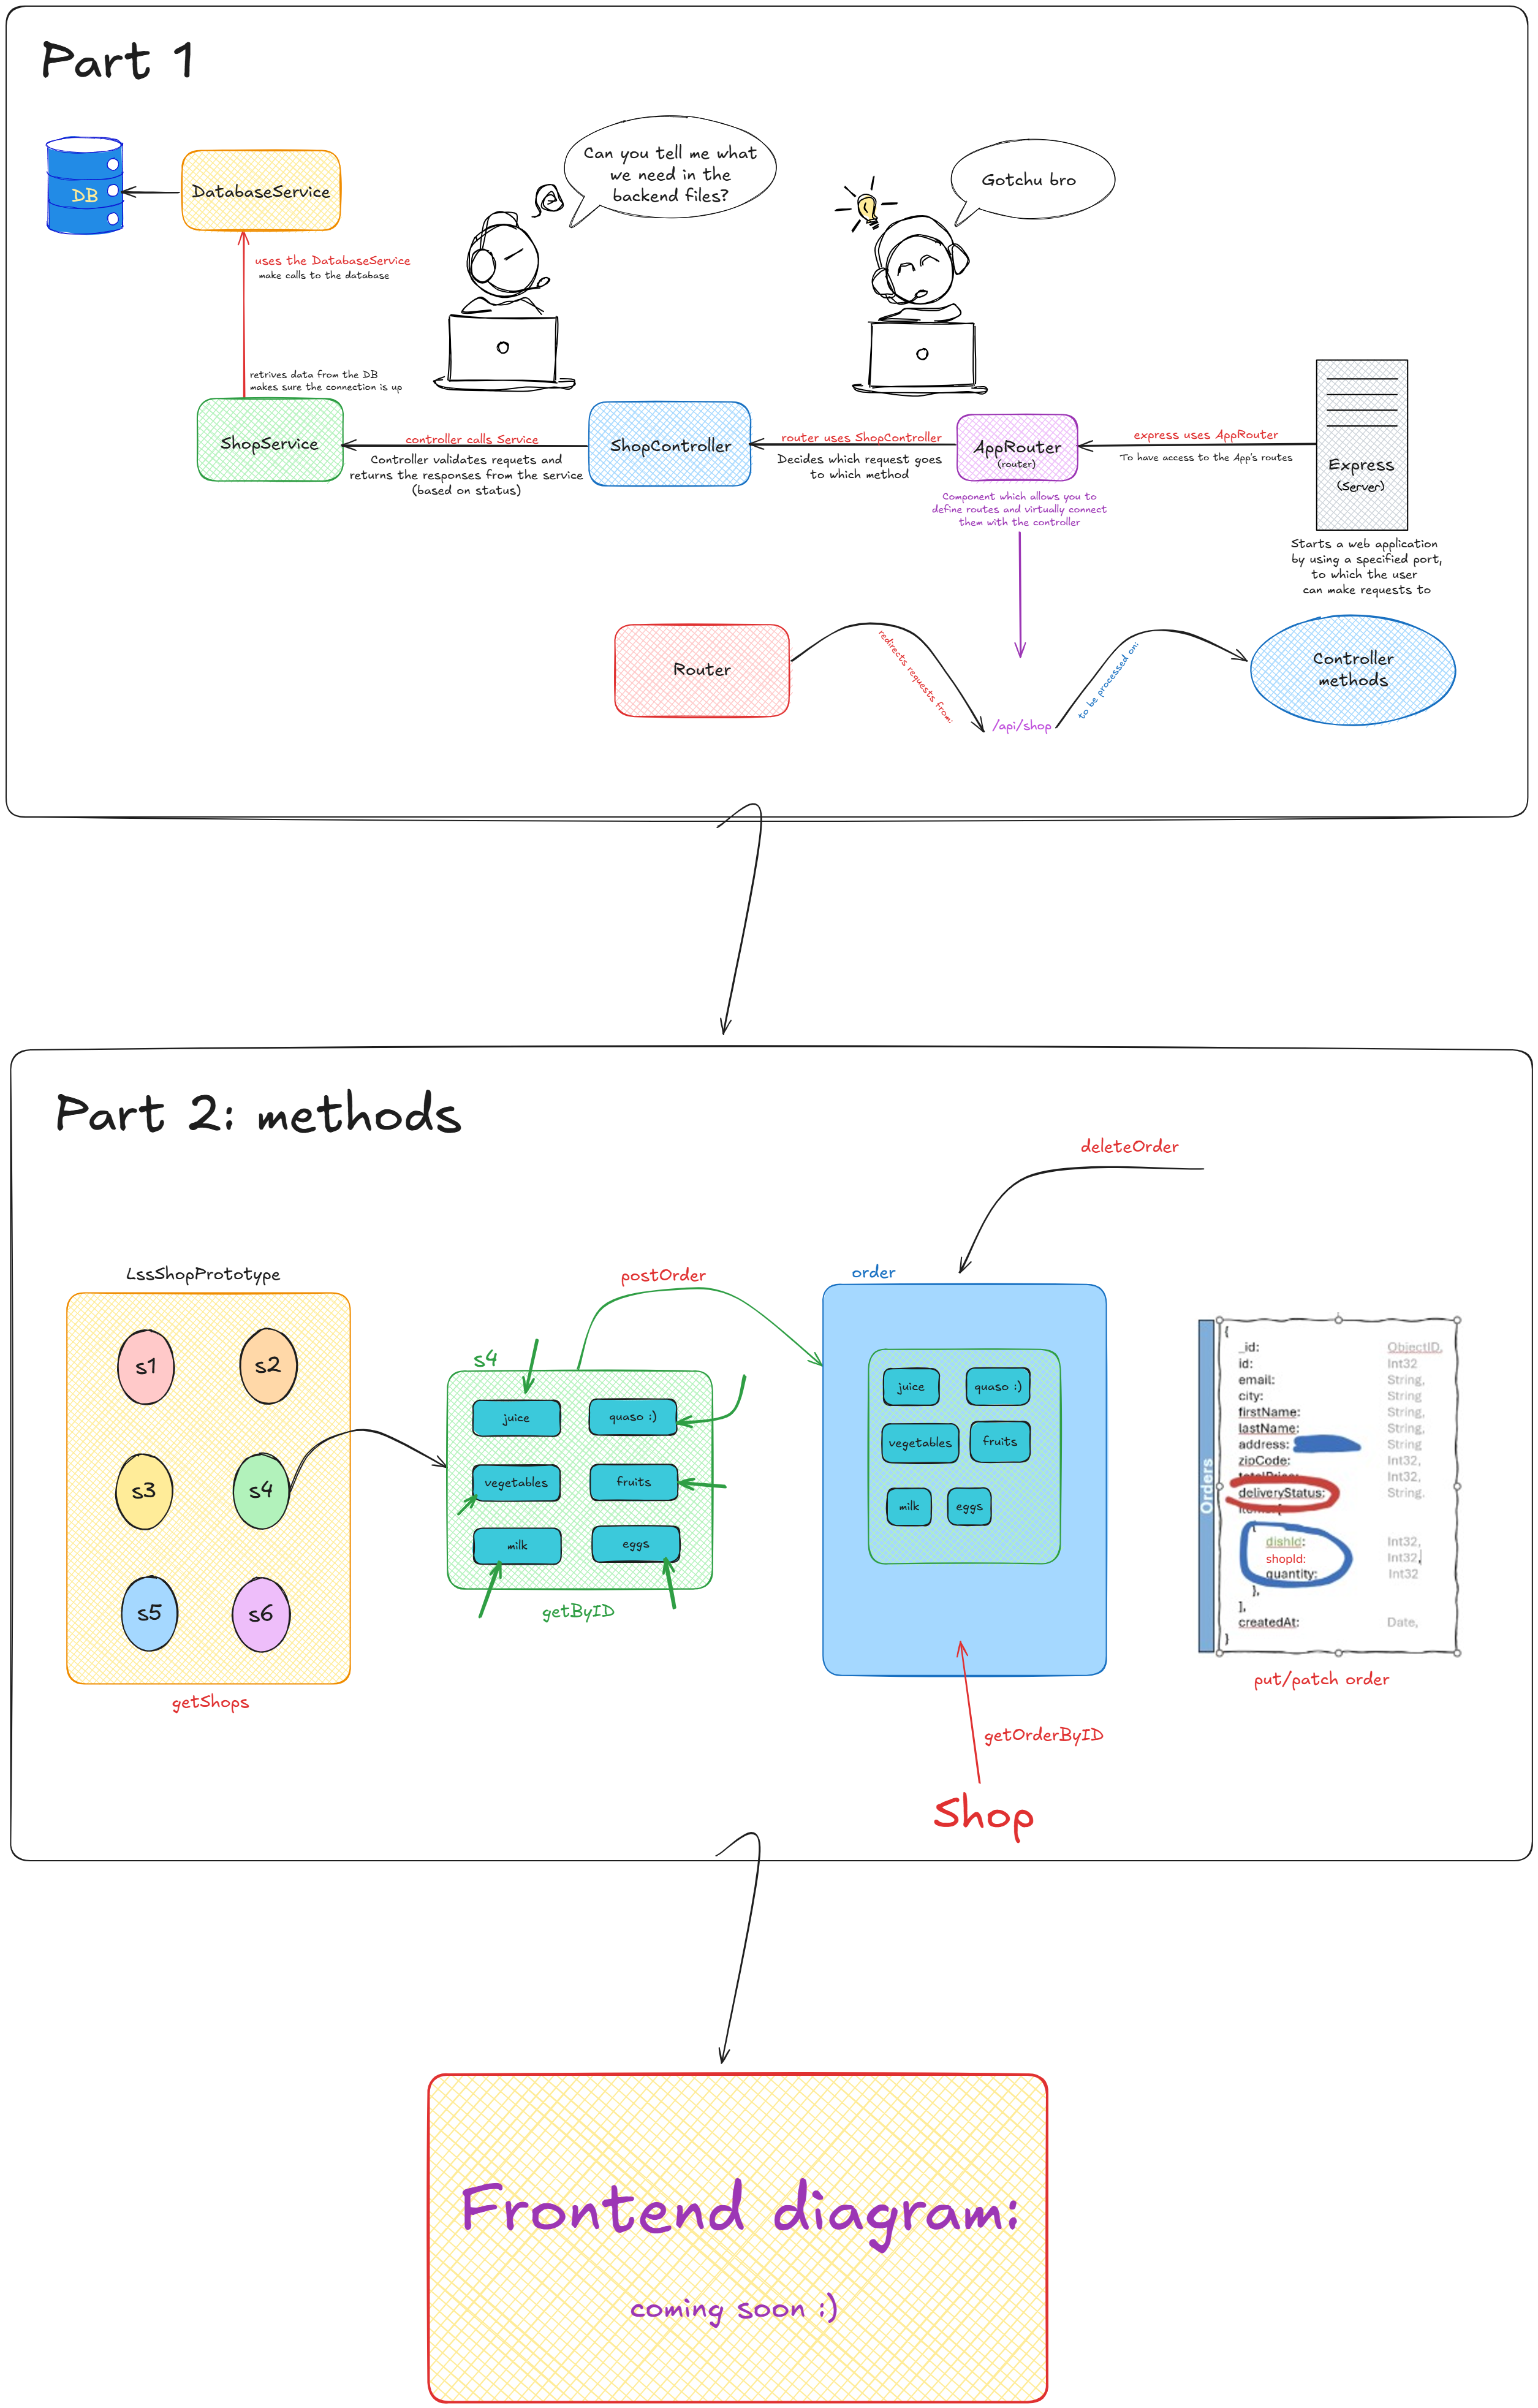 Part 1
Can you tell me what
we need in the
backend files?
Gotchu bro
DB
DatabaseService
uses the DatabaseService
make calls to the database
retrives data from the DB
makes sure the connection is up
ShopService
controller calls Service
Controller validates requets and
returns the responses from the service
(based on status)
ShopController
router uses ShopController
Decides which request goes
to which method
AppRouter
(router)
Component which allows you to
define routes and virtually connect
them with the controller
express uses AppRouter
To have access to the App's routes
Express
(Server)
Starts a web application
by using a specified port,
to which the user
can make requests to
Router
redirects requests from:
/api/shop
to be processed on:
Controller
methods
Part 2: methods
deleteOrder
LssShopPrototype
s1
s2
s3
s4
s5
s6
getShops
s4
juice
quaso :)
vegetables
fruits
milk
eggs
getByID
postOrder
order
juice
quaso :)
vegetables
fruits
milk
eggs
getOrderByID
Shop
Orders
{
_id: ObjectID,
id: Int32
email: String,
city: String
firstName: String,
lastName: String,
address: String
zipCode: Int32,
totalPrice: Int32,
deliveryStatus: String.
items: [
{
dishId: Int32,
shopId: Int32,
quantity: Int32
},
],
createdAt: Date,
}
put/patch order
Frontend diagram:
coming soon :)